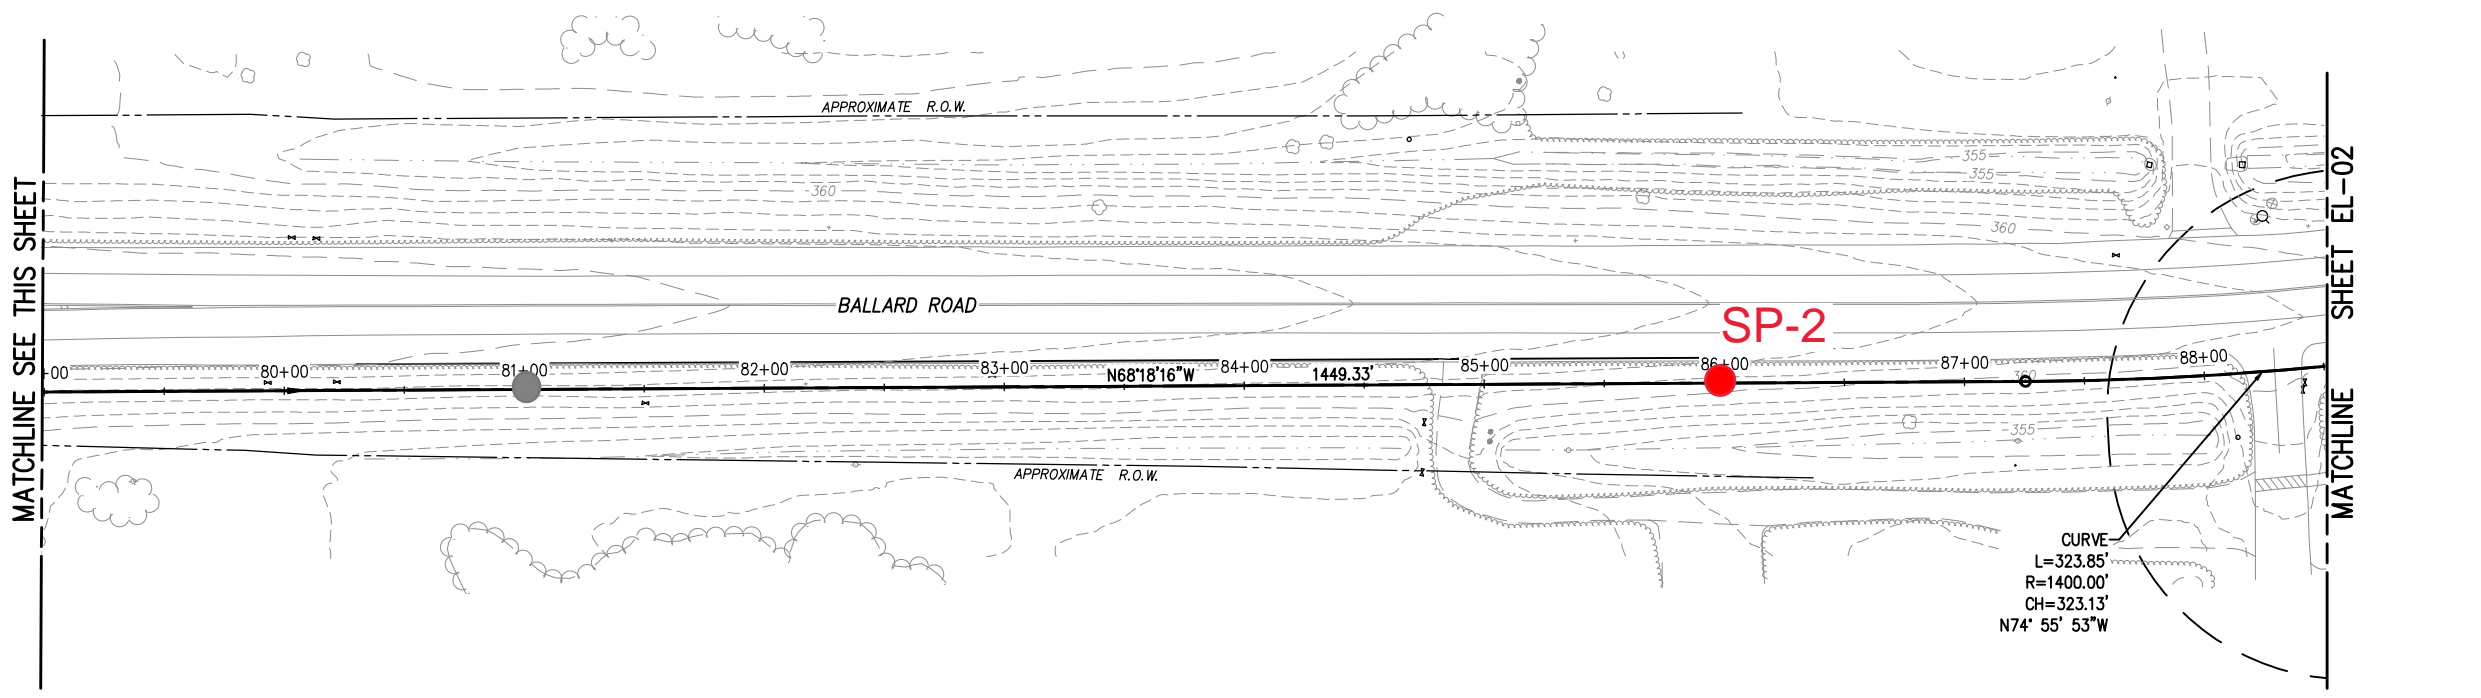 APPROXIMATE R.O.W.
355
355
360
360
MATCHLINE SEE THIS SHEET
MATCHLINE SHEET EL-02
BALLARD ROAD
SP-2
+00
80+00
81+00
82+00
83+00
84+00
85+00
86+00
87+00
88+00
N68°18'16"W 1449.33'
360
355
APPROXIMATE R.O.W.
CURVE
L=323.85'
R=1400.00'
CH=323.13'
N74° 55' 53"W